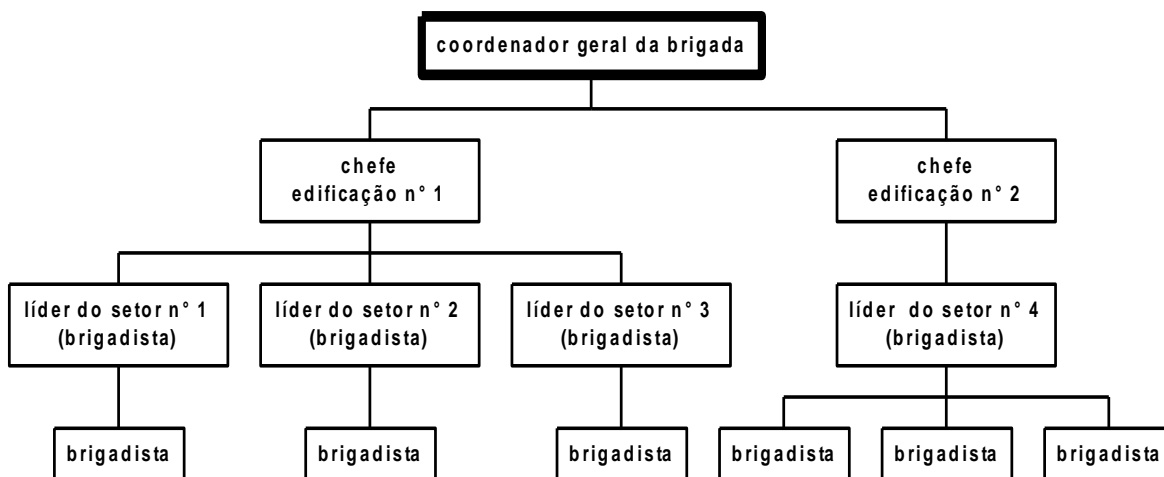 coordenador geral da brigada
chefe
edificação n° 1
chefe
edificação n° 2
líder do setor n° 1
(brigadista)
líder do setor n° 2
(brigadista)
líder do setor n° 3
(brigadista)
líder do setor n° 4
(brigadista)
brigadista
brigadista
brigadista
brigadista
brigadista
brigadista